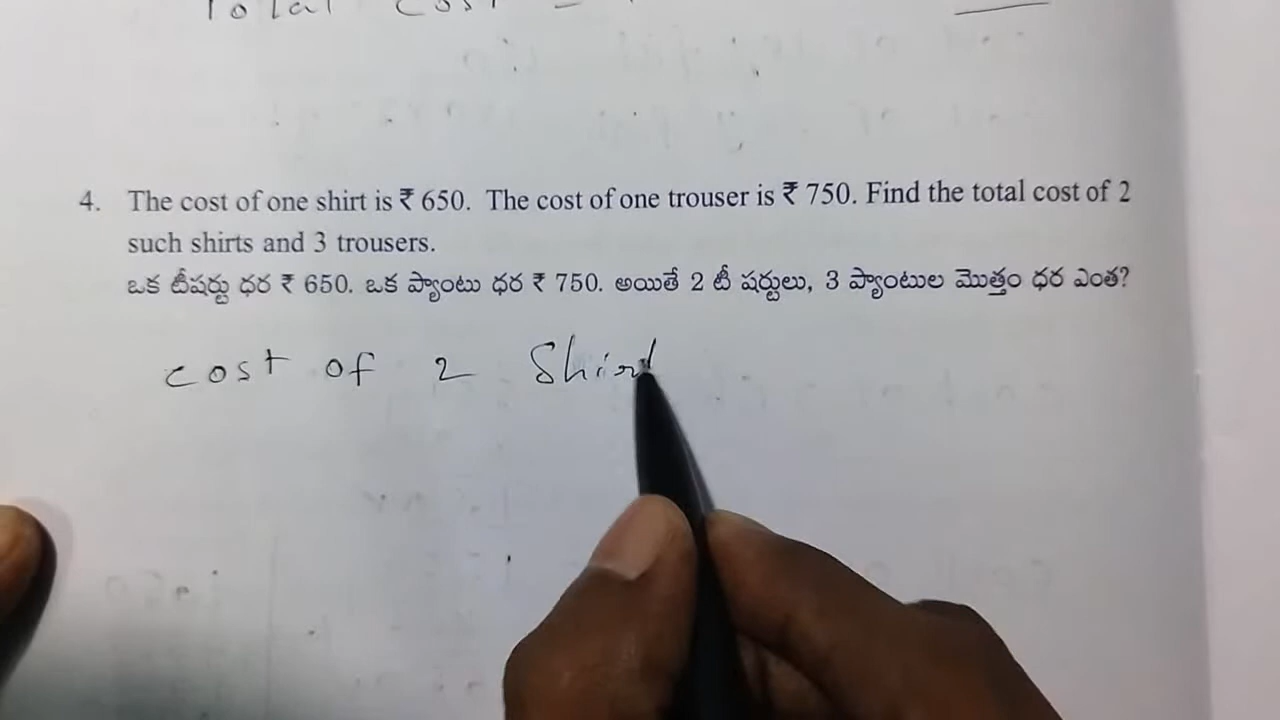 Total Cost =
4. The cost of one shirt is ₹ 650. The cost of one trouser is ₹ 750. Find the total cost of 2
such shirts and 3 trousers.
ఒక టీషర్టు ధర ₹ 650. ఒక ప్యాంటు ధర ₹ 750. అయితే 2 టీ షర్టులు, 3 ప్యాంటుల మొత్తం ధర ఎంత?
cost of 2 Shirt